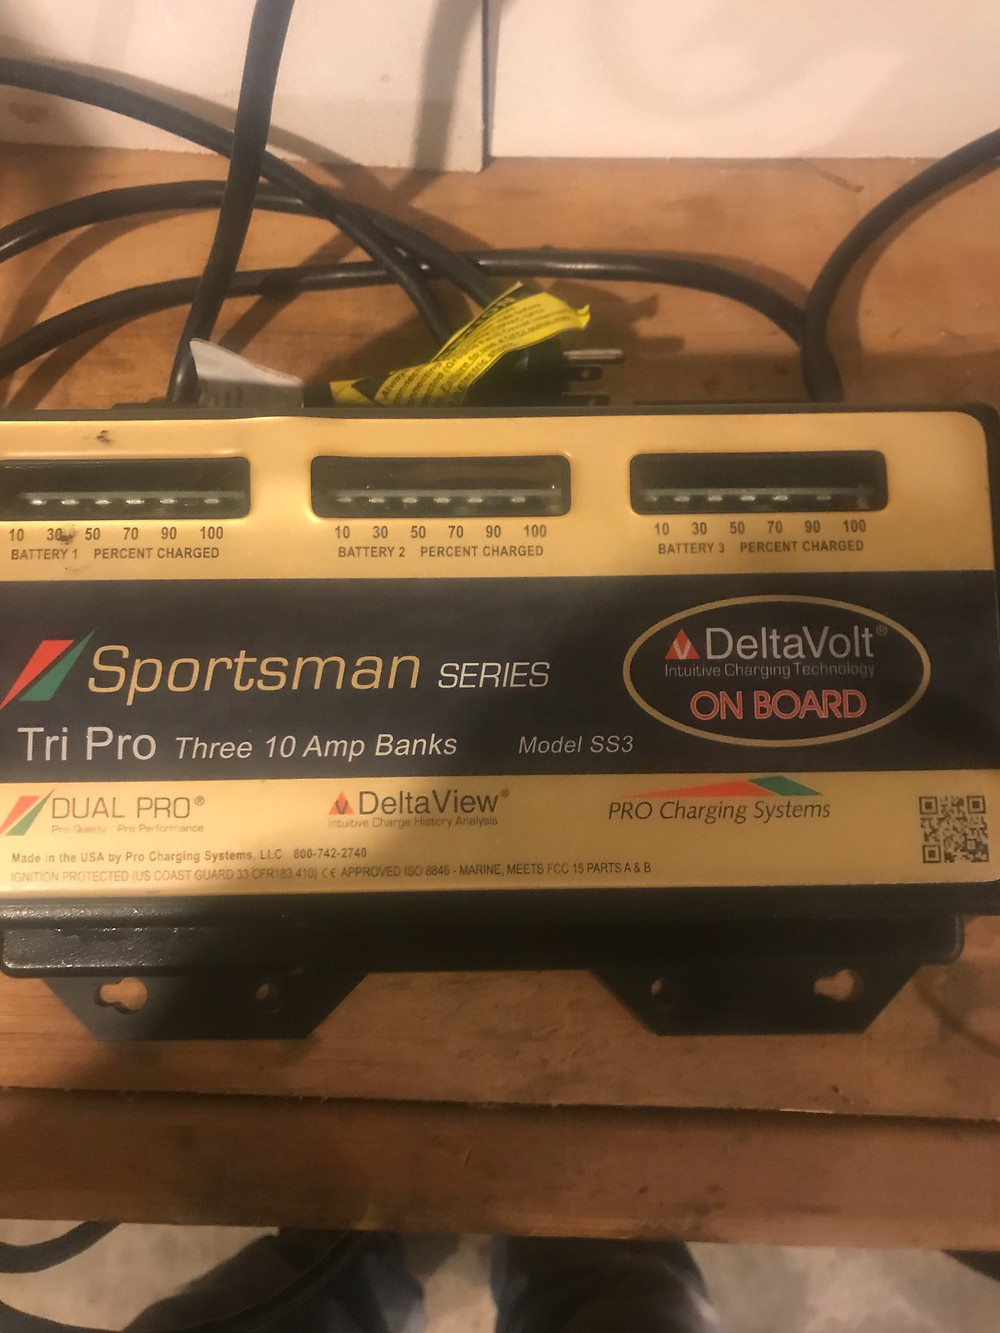 10 30 50 70 90 100
BATTERY 1 PERCENT CHARGED
10 30 50 70 90 100
BATTERY 2 PERCENT CHARGED
10 30 50 70 90 100
BATTERY 3 PERCENT CHARGED
Sportsman SERIES
Tri Pro Three 10 Amp Banks
Model SS3
DeltaVolt®
Intuitive Charging Technology
ON BOARD
DUAL PRO®
Pro Quality Pro Performance
DeltaView®
Intuitive Charge History Analysis
PRO Charging Systems
Made in the USA by Pro Charging Systems, LLC 800-742-2740
IGNITION PROTECTED (US COAST GUARD 33 CFR183.410) CE APPROVED ISO 8846 - MARINE, MEETS FCC 15 PARTS A & B